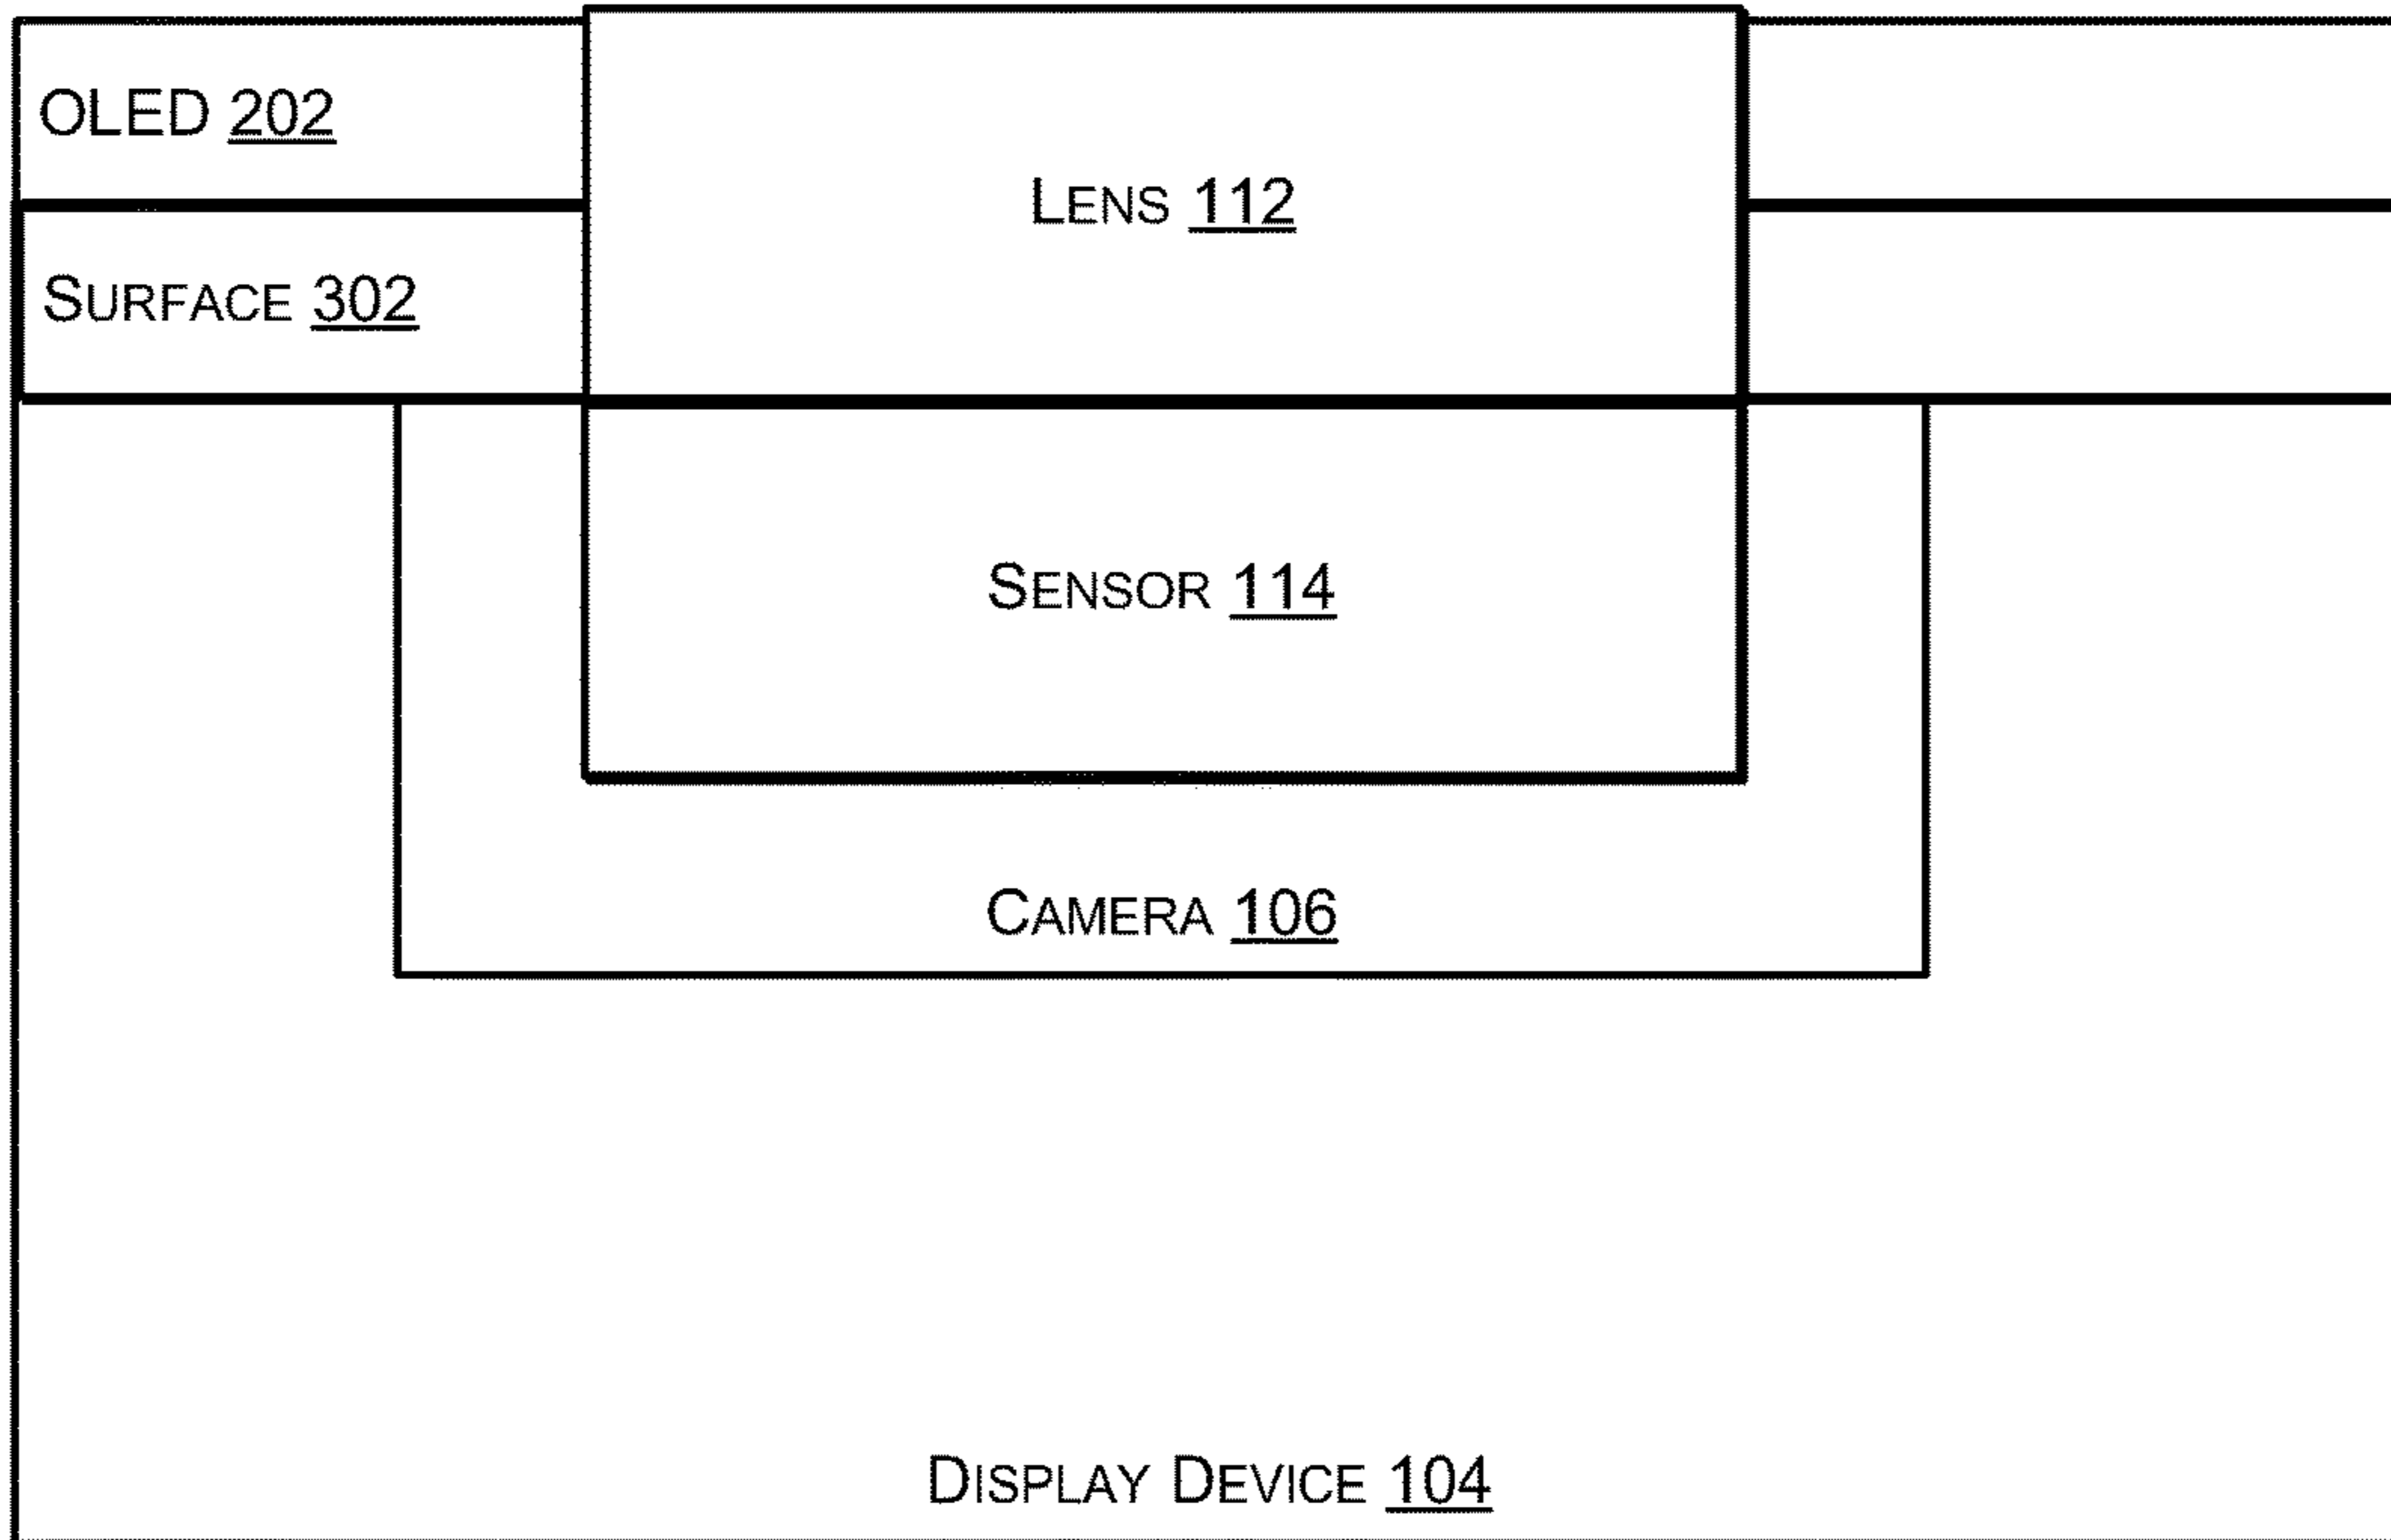 OLED 202
LENS 112
SURFACE 302
SENSOR 114
CAMERA 106
DISPLAY DEVICE 104